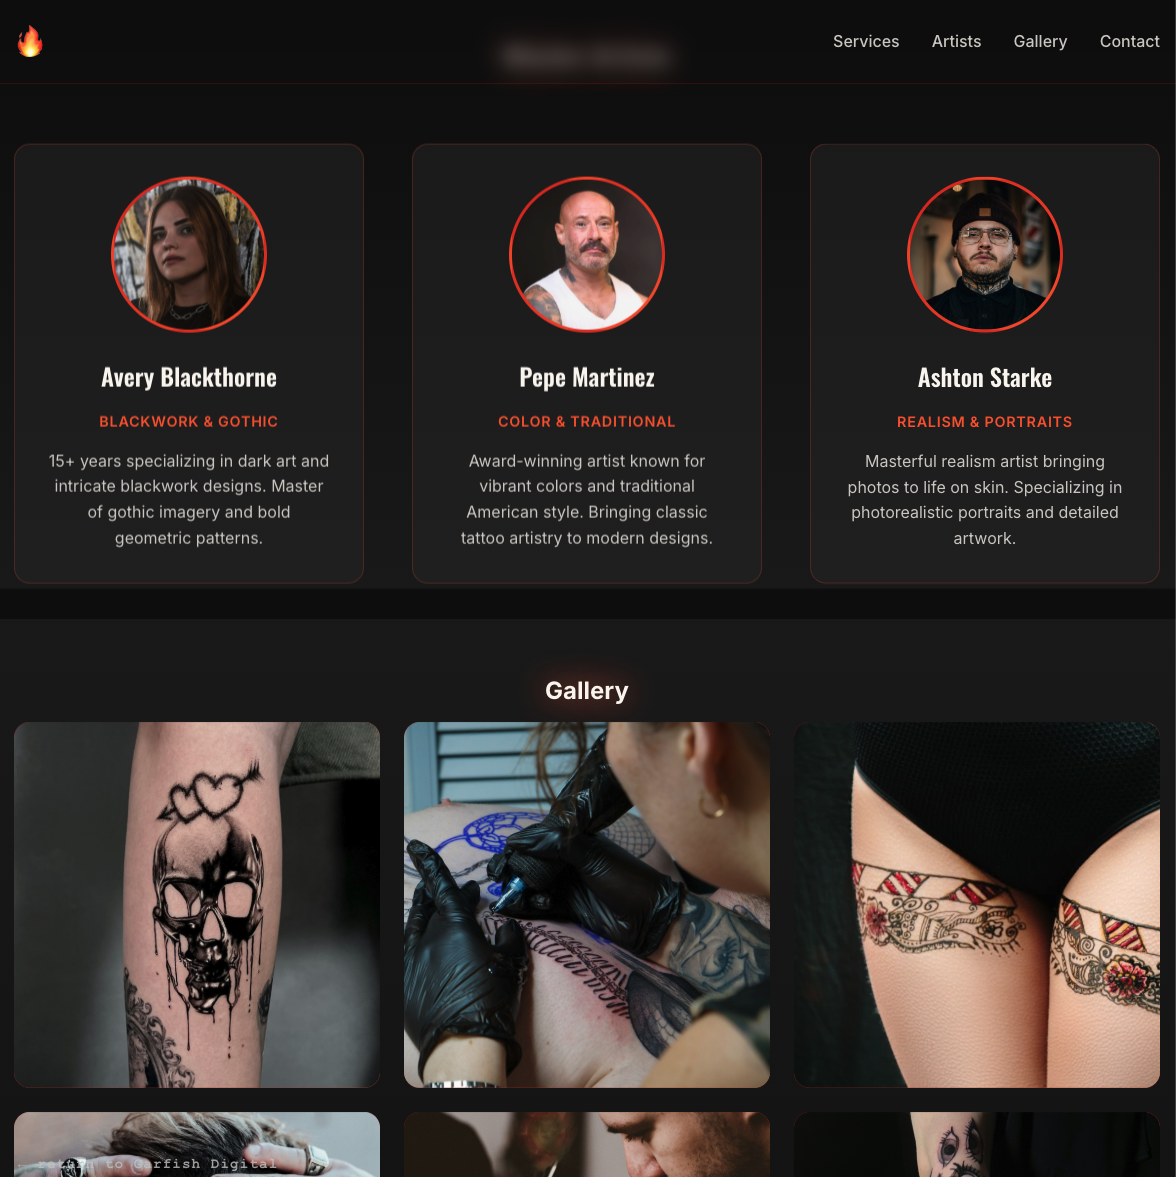 Services Artists Gallery Contact
Avery Blackthorne
BLACKWORK & GOTHIC
15+ years specializing in dark art and
intricate blackwork designs. Master
of gothic imagery and bold
geometric patterns.
Pepe Martinez
COLOR & TRADITIONAL
Award-winning artist known for
vibrant colors and traditional
American style. Bringing classic
tattoo artistry to modern designs.
Ashton Starke
REALISM & PORTRAITS
Masterful realism artist bringing
photos to life on skin. Specializing in
photorealistic portraits and detailed
artwork.
Gallery
return to Garfish Digital